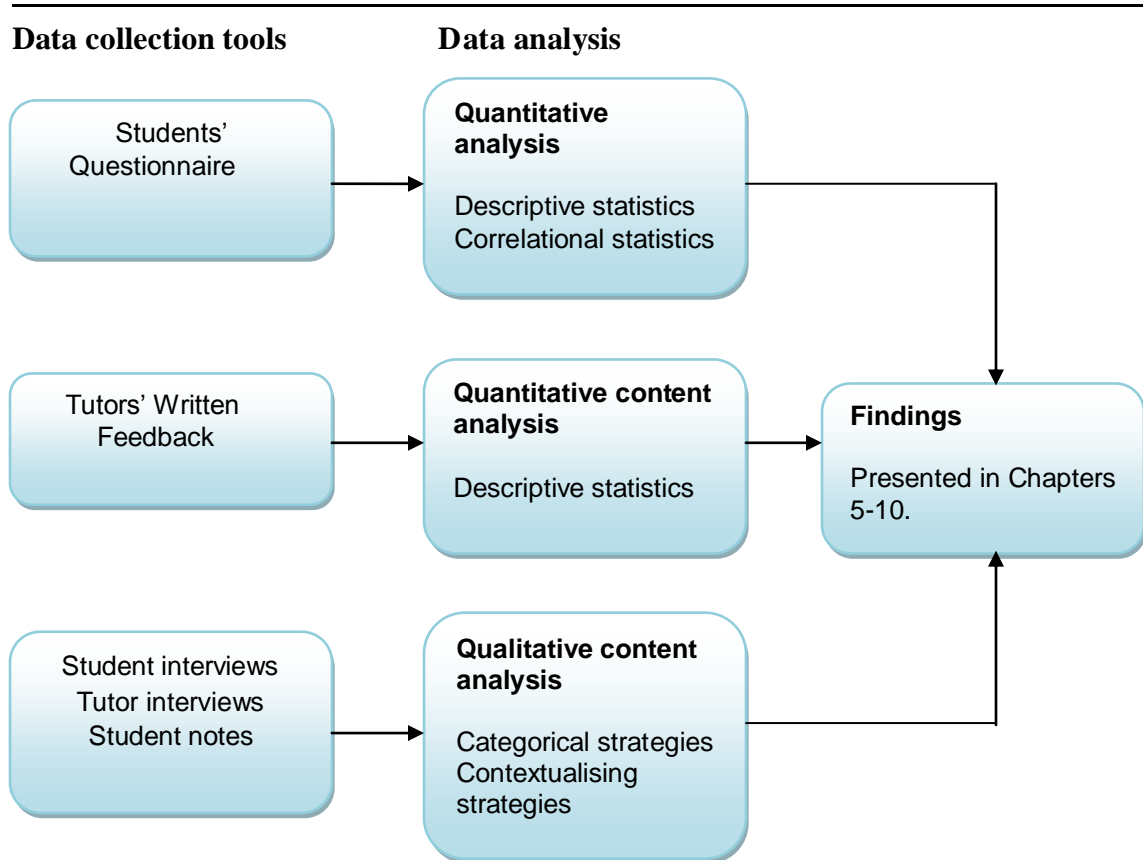 Data collection tools
Data analysis
Students’
Questionnaire
Quantitative
analysis
Descriptive statistics
Correlational statistics
Tutors’ Written
Feedback
Quantitative content
analysis
Descriptive statistics
Findings
Presented in Chapters
5-10.
Student interviews
Tutor interviews
Student notes
Qualitative content
analysis
Categorical strategies
Contextualising
strategies